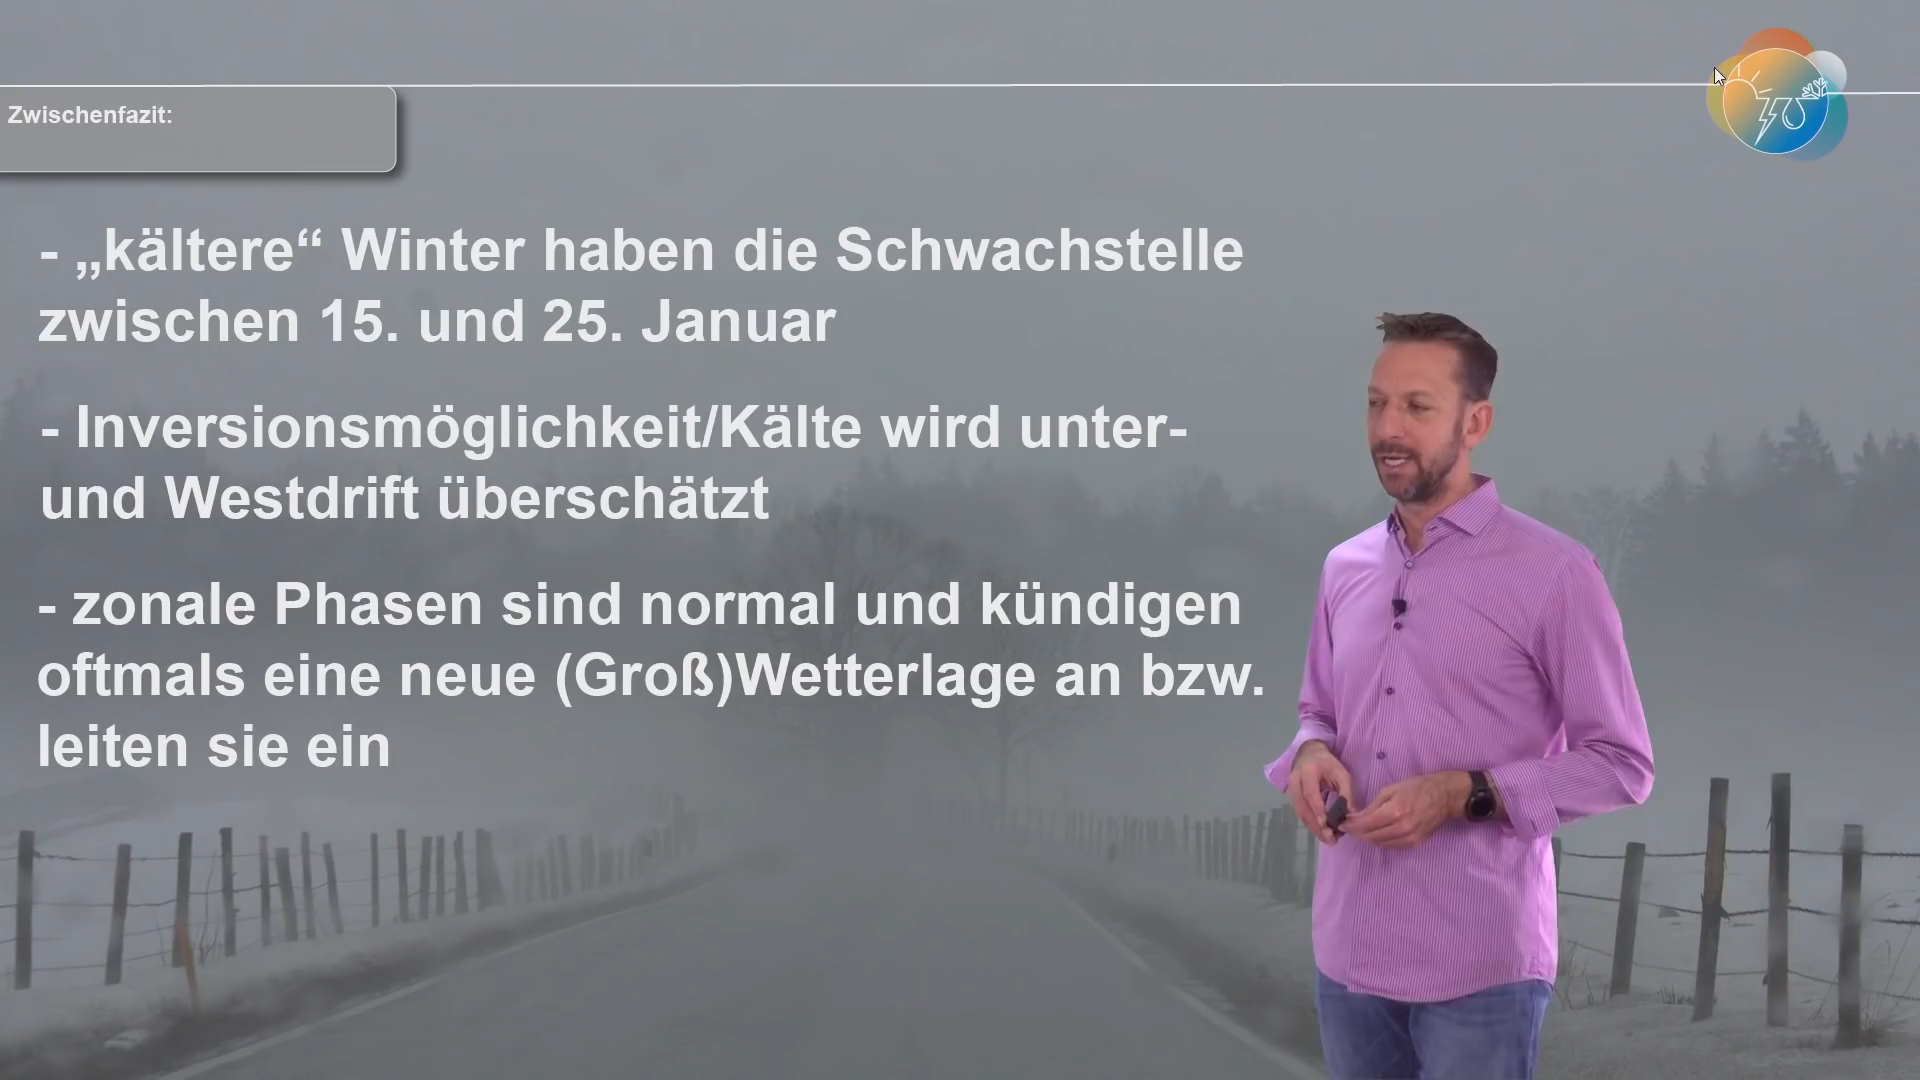 Zwischenfazit:
- „kältere“ Winter haben die Schwachstelle
zwischen 15. und 25. Januar
- Inversionsmöglichkeit/Kälte wird unter-
und Westdrift überschätzt
- zonale Phasen sind normal und kündigen
oftmals eine neue (Groß)Wetterlage an bzw.
leiten sie ein